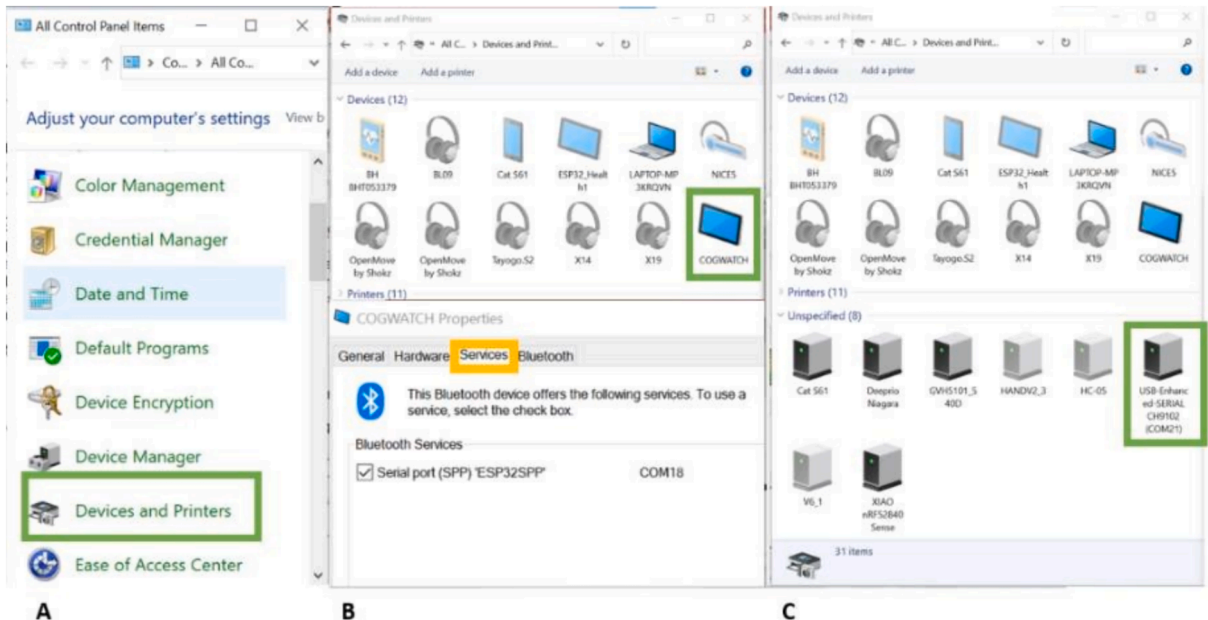 All Control Panel Items
Co... > All Co...
Adjust your computer's settings View b
Color Management
Credential Manager
Date and Time
Default Programs
Device Encryption
Device Manager
Devices and Printers
Ease of Access Center
A
Devices and Printers
All C... > Devices and Print...
Add a device Add a printer
Devices (12)
BH BL09 Cat S61 ESP32_Healt LAPTOP-MP NICES
BHT053379 h1 3KRQVN
OpenMove OpenMove Tayogo.S2 X14 X19 COGWATCH
by Shokz by Shokz
Printers (11)
COGWATCH Properties
General Hardware Services Bluetooth
This Bluetooth device offers the following services. To use a
service, select the check box.
Bluetooth Services
Serial port (SPP) 'ESP32SPP' COM18
B
Devices and Printers
All C... > Devices and Print...
Add a device Add a printer
Devices (12)
BH BL09 Cat S61 ESP32_Healt LAPTOP-MP NICES
BHT053379 h1 3KRQVN
OpenMove OpenMove Tayogo.S2 X14 X19 COGWATCH
by Shokz by Shokz
Printers (11)
Unspecified (8)
Cat S61 GVH5101_5 HANDV2_3 HC-05 USB-Enhanc
Niagara 40D ed-SERIAL
CH9102
(COM21)
V6_1 XIAO
nRF52840
Sense
31 items
C